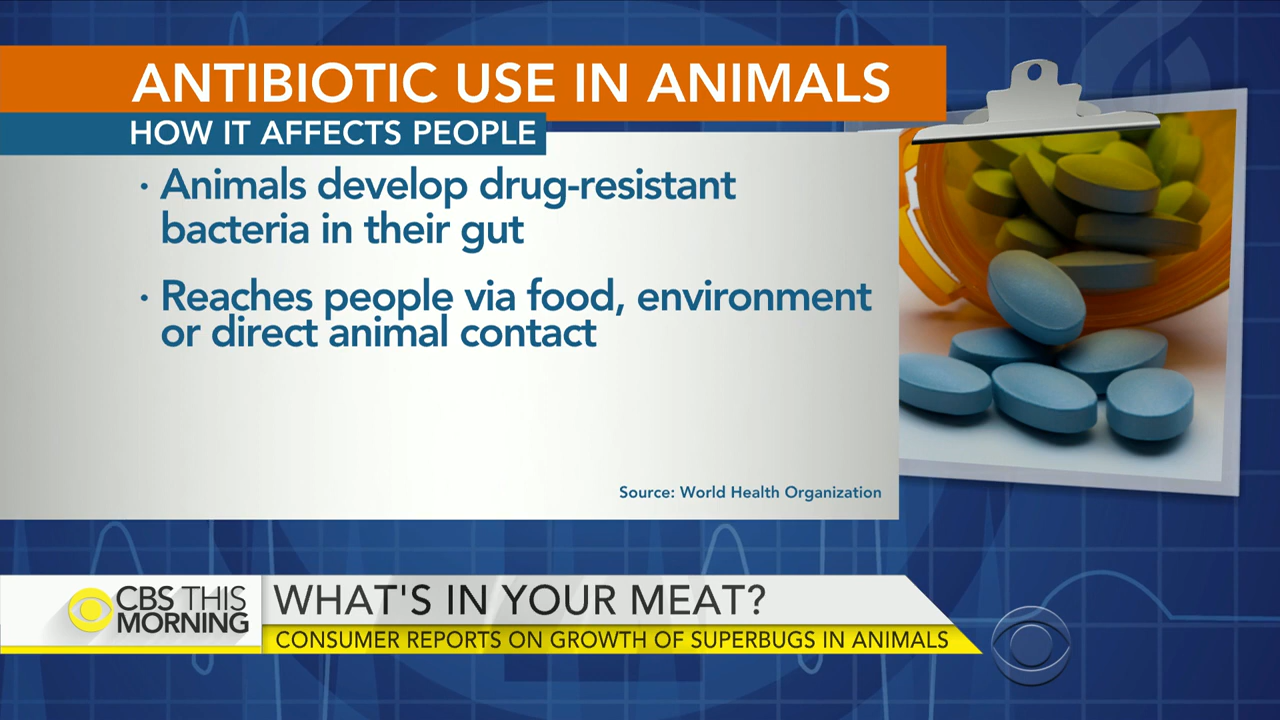 ANTIBIOTIC USE IN ANIMALS
HOW IT AFFECTS PEOPLE
· Animals develop drug-resistant
bacteria in their gut
· Reaches people via food, environment
or direct animal contact
Source: World Health Organization
CBS THIS
MORNING
WHAT'S IN YOUR MEAT?
CONSUMER REPORTS ON GROWTH OF SUPERBUGS IN ANIMALS